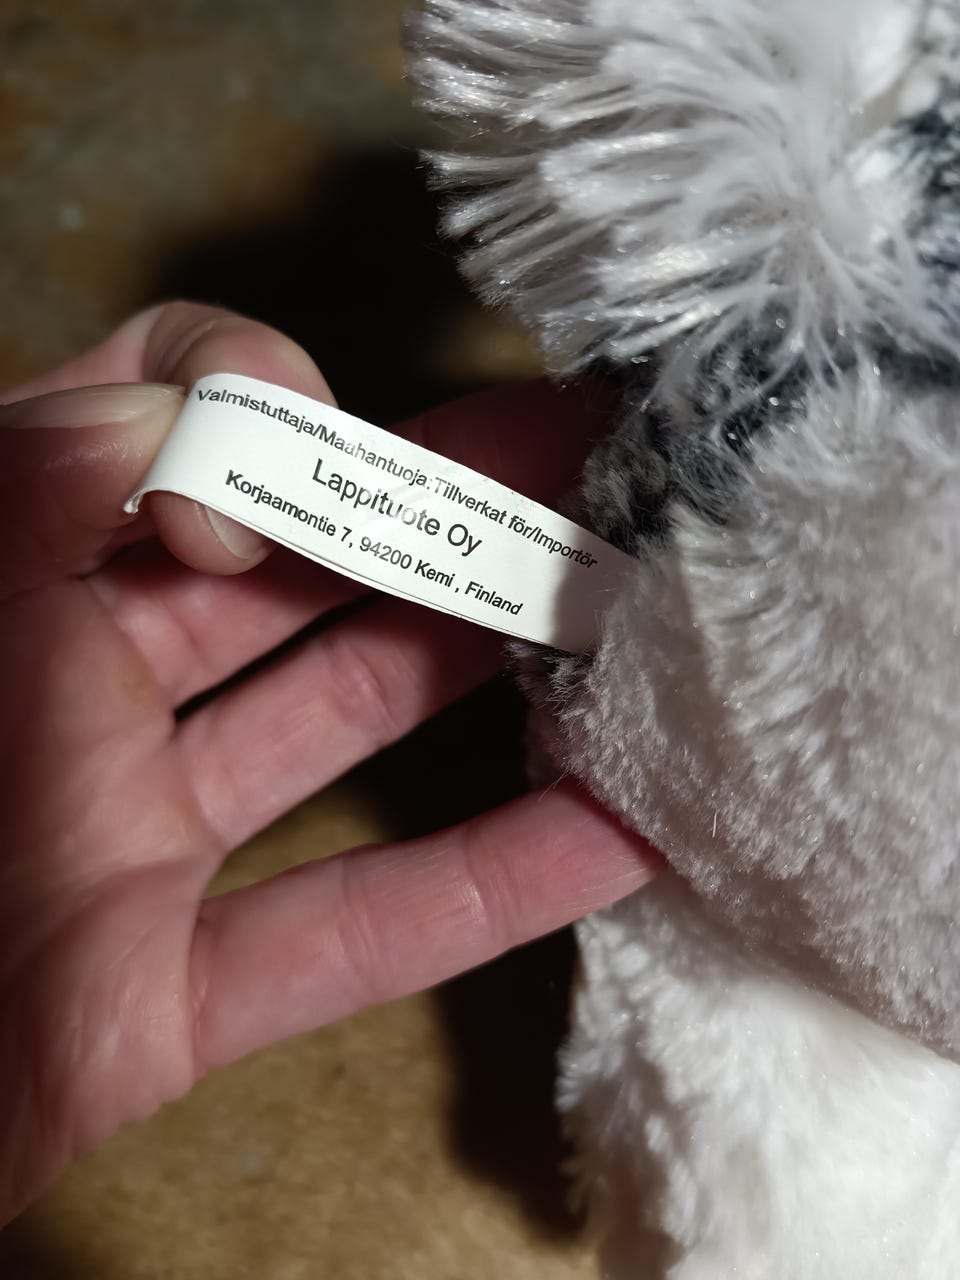 Valmistuttaja/Maahantuoja:Tillverkat för/Importör
Lappituote Oy
Korjaamontie 7, 94200 Kemi , Finland